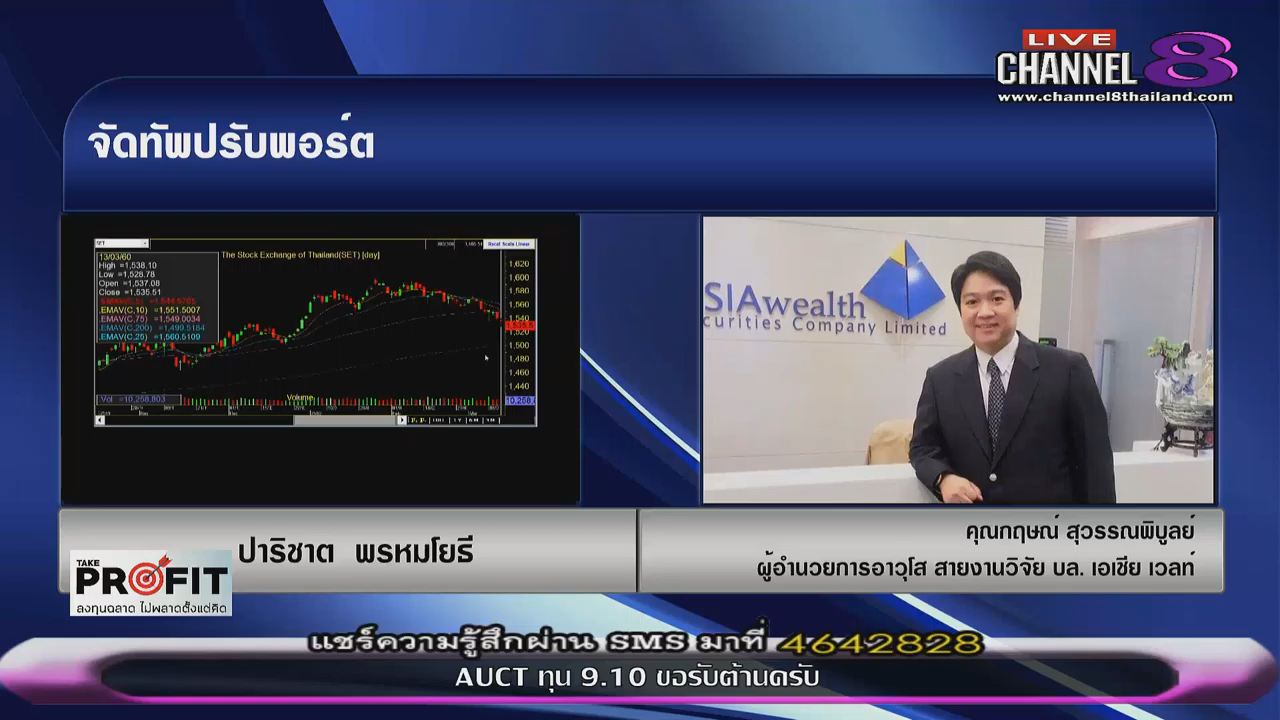 LIVE
CHANNEL 8
www.channel8thailand.com
จัดทัพปรับพอร์ต
SET
The Stock Exchange of Thailand(SET) [day]
13/03/60
High =1,538.10
Low =1,528.78
Open =1,537.08
Close =1,535.51
.EMAV(C,10) =1,551.5007
.EMAV(C,75) =1,549.0034
.EMAV(C,200) =1,499.5184
.EMAV(C,25) =1,560.5109
1,620
1,600
1,580
1,560
1,540
1,520
1,500
1,480
1,460
1,440
Vol =10,258,803
Volume
SIAwealth
curities Company Limited
ปาริชาต พรหมโยธี
คุณกฤษณ์ สุวรรณพิบูลย์
ผู้อำนวยการอาวุโส สายงานวิจัย บล. เอเซีย เวลท์
TAKE
PROFIT
ลงทุนฉลาด ไม่พลาดตั้งแต่คิด
แชร์ความรู้สึกผ่าน SMS มาที่ 4642828
AUCT ทุน 9.10 ขอรับต้านครับ